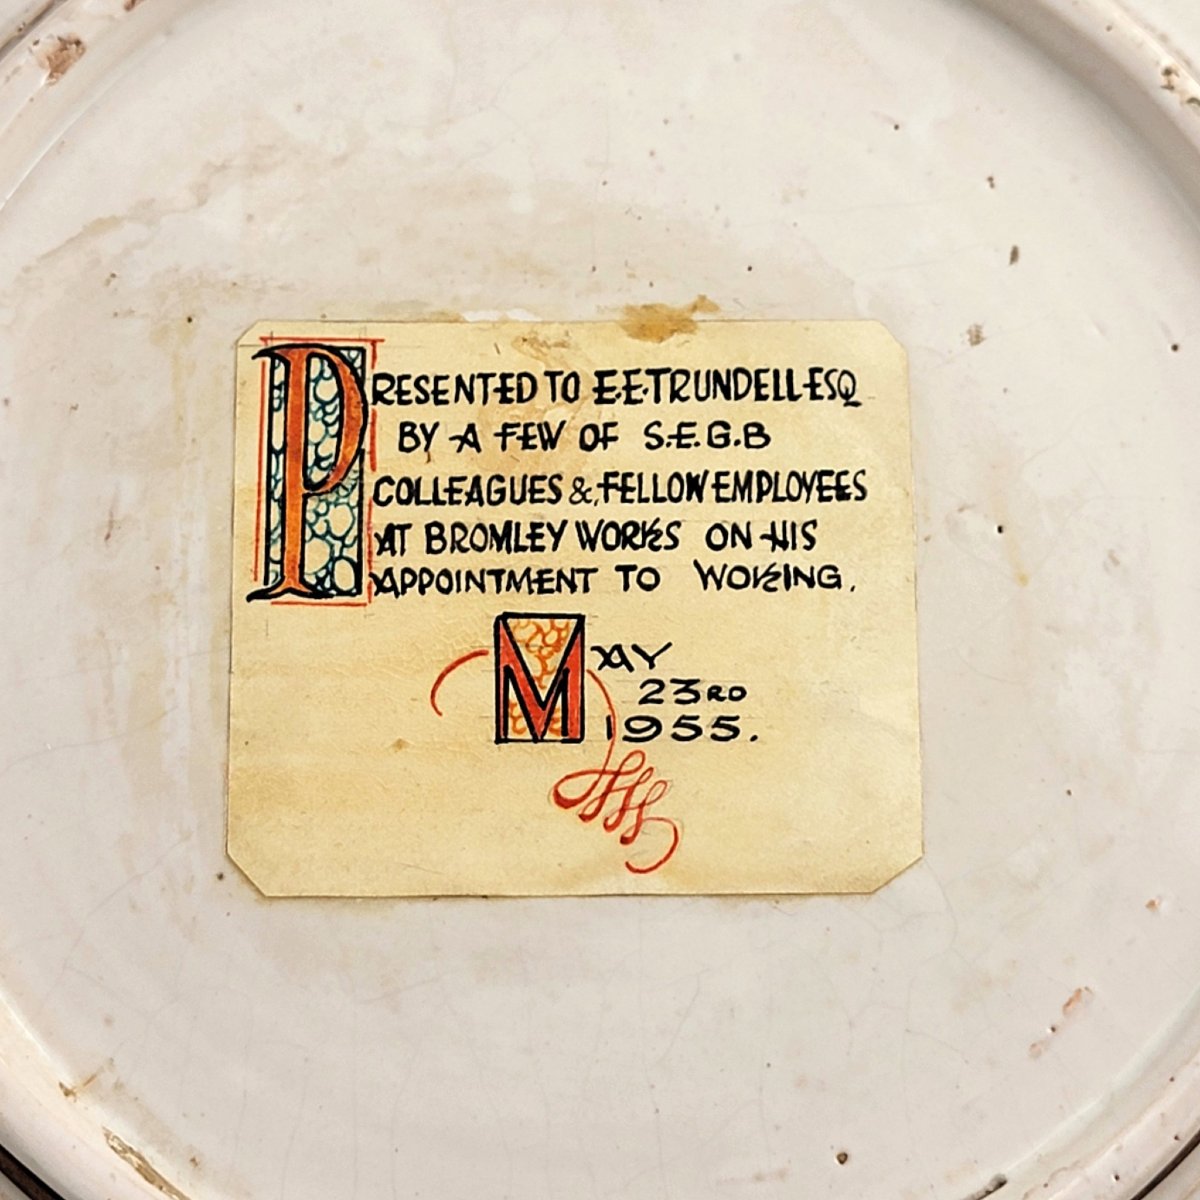 PRESENTED TO E.E.TRUNDELL ESQ
BY A FEW OF S.E.G.B
COLLEAGUES & FELLOW EMPLOYEES
AT BROMLEY WORKS ON HIS
APPOINTMENT TO WOKING.
MAY
23RD
1955.